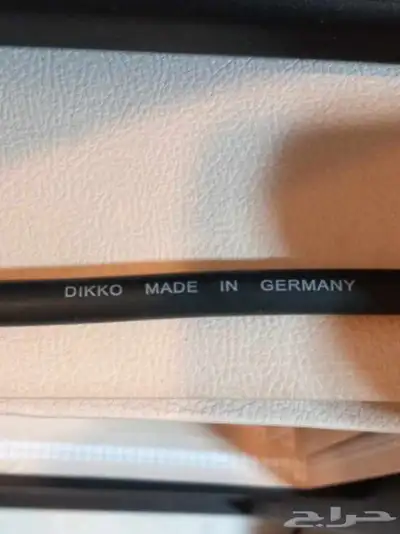 DIKKO MADE IN GERMANY
حراج